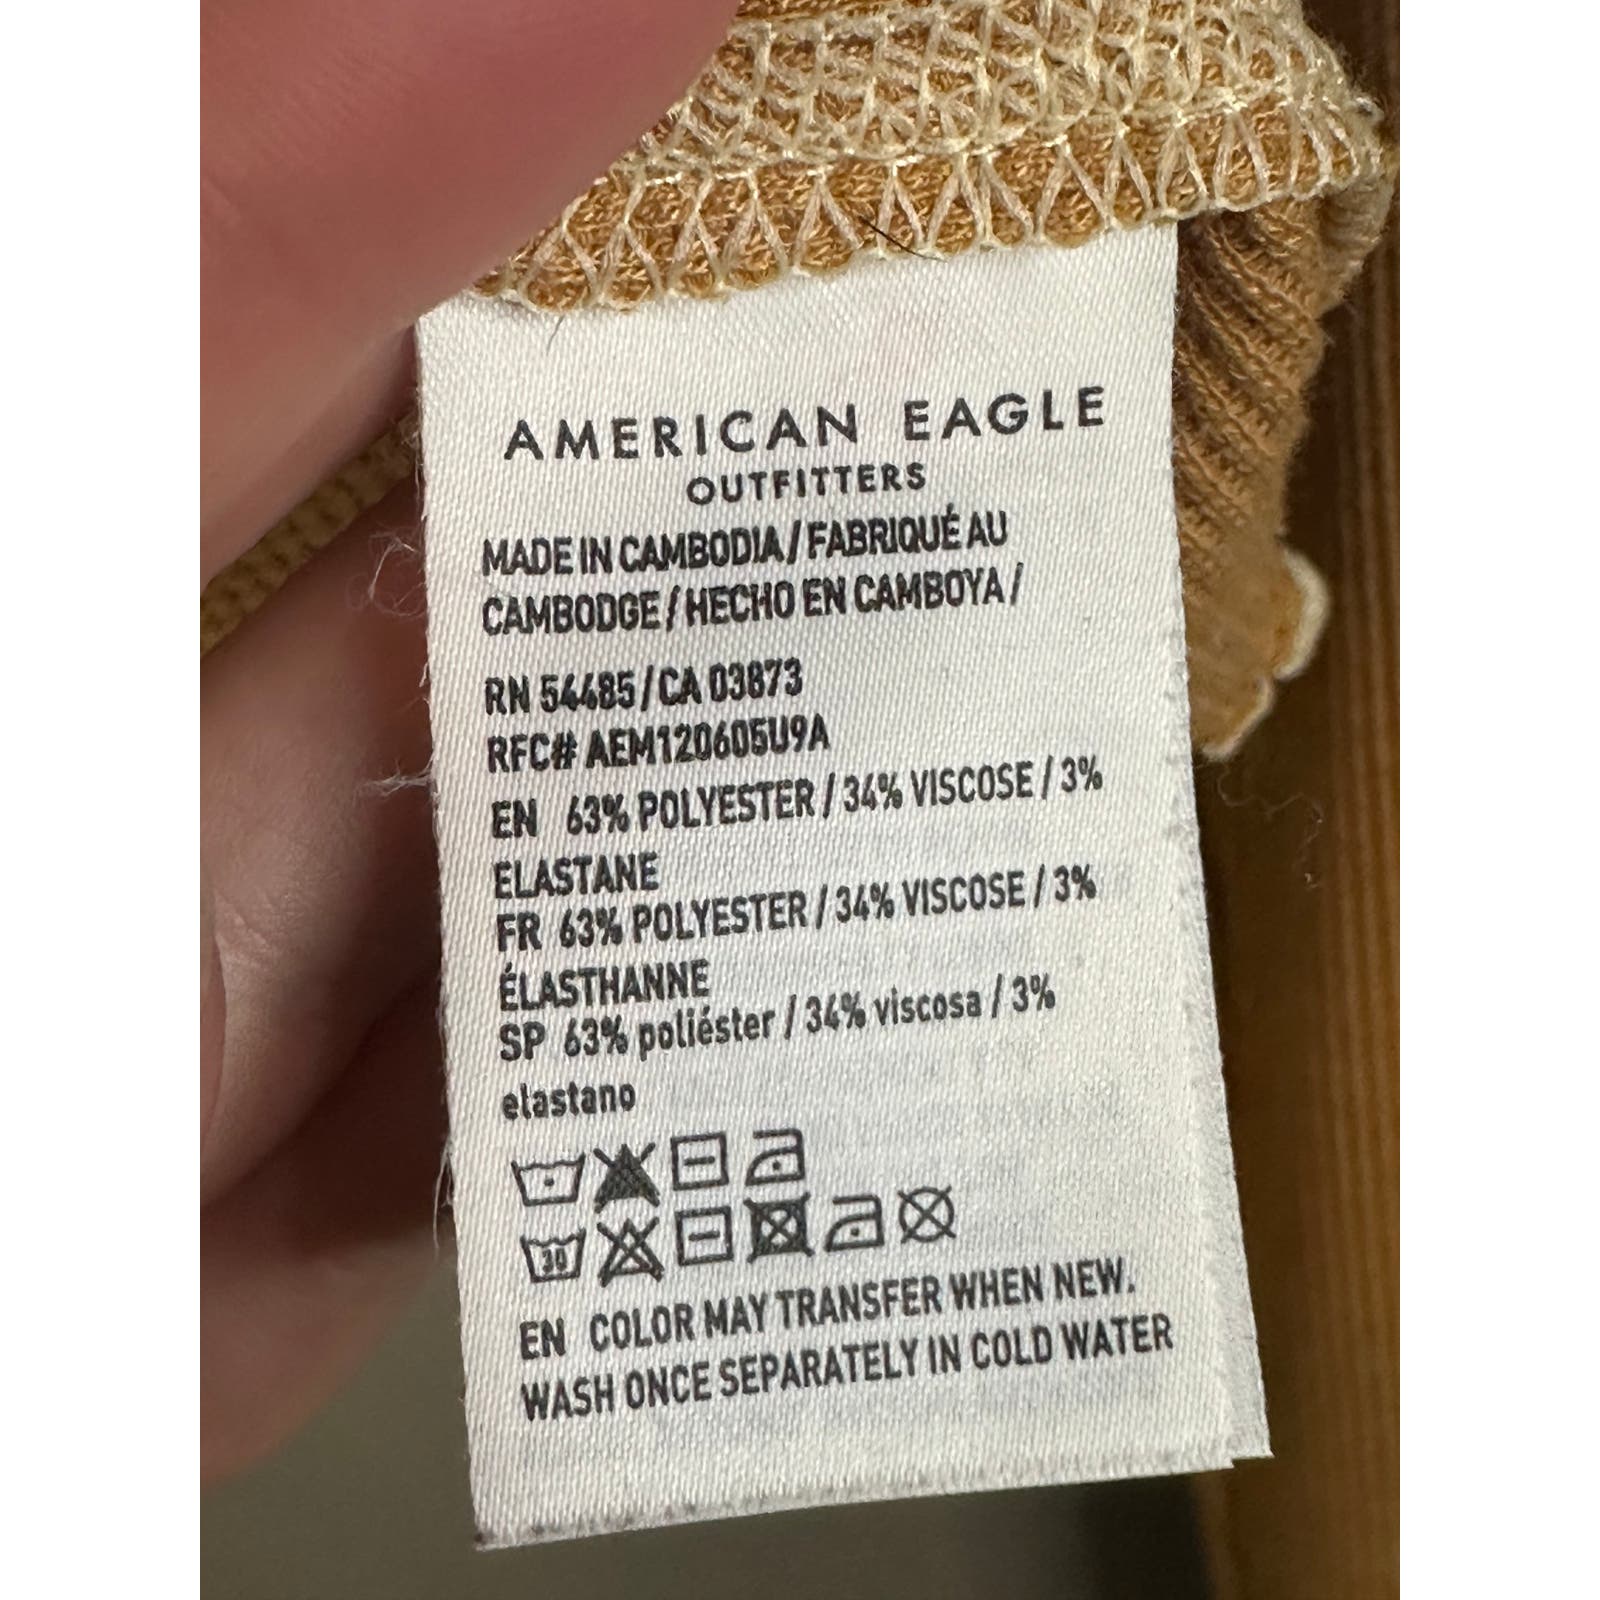 AMERICAN EAGLE
OUTFITTERS
MADE IN CAMBODIA / FABRIQUÉ AU
CAMBODGE / HECHO EN CAMBOYA /
RN 54485 / CA 03873
RFC# AEM120605U9A
EN 63% POLYESTER / 34% VISCOSE / 3%
ELASTANE
FR 63% POLYESTER / 34% VISCOSE / 3%
ÉLASTHANNE
SP 63% poliéster / 34% viscosa / 3%
elastano
30
EN COLOR MAY TRANSFER WHEN NEW.
WASH ONCE SEPARATELY IN COLD WATER